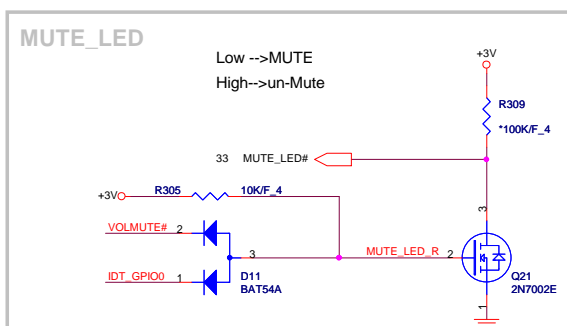 MUTE_LED
Low -->MUTE
High-->un-Mute
+3V
R309
*100K/F_4
33 MUTE_LED#
+3V
R305
10K/F_4
VOLMUTE#
2
3
MUTE_LED_R
2
3
IDT_GPIO0
1
D11
BAT54A
Q21
2N7002E
1